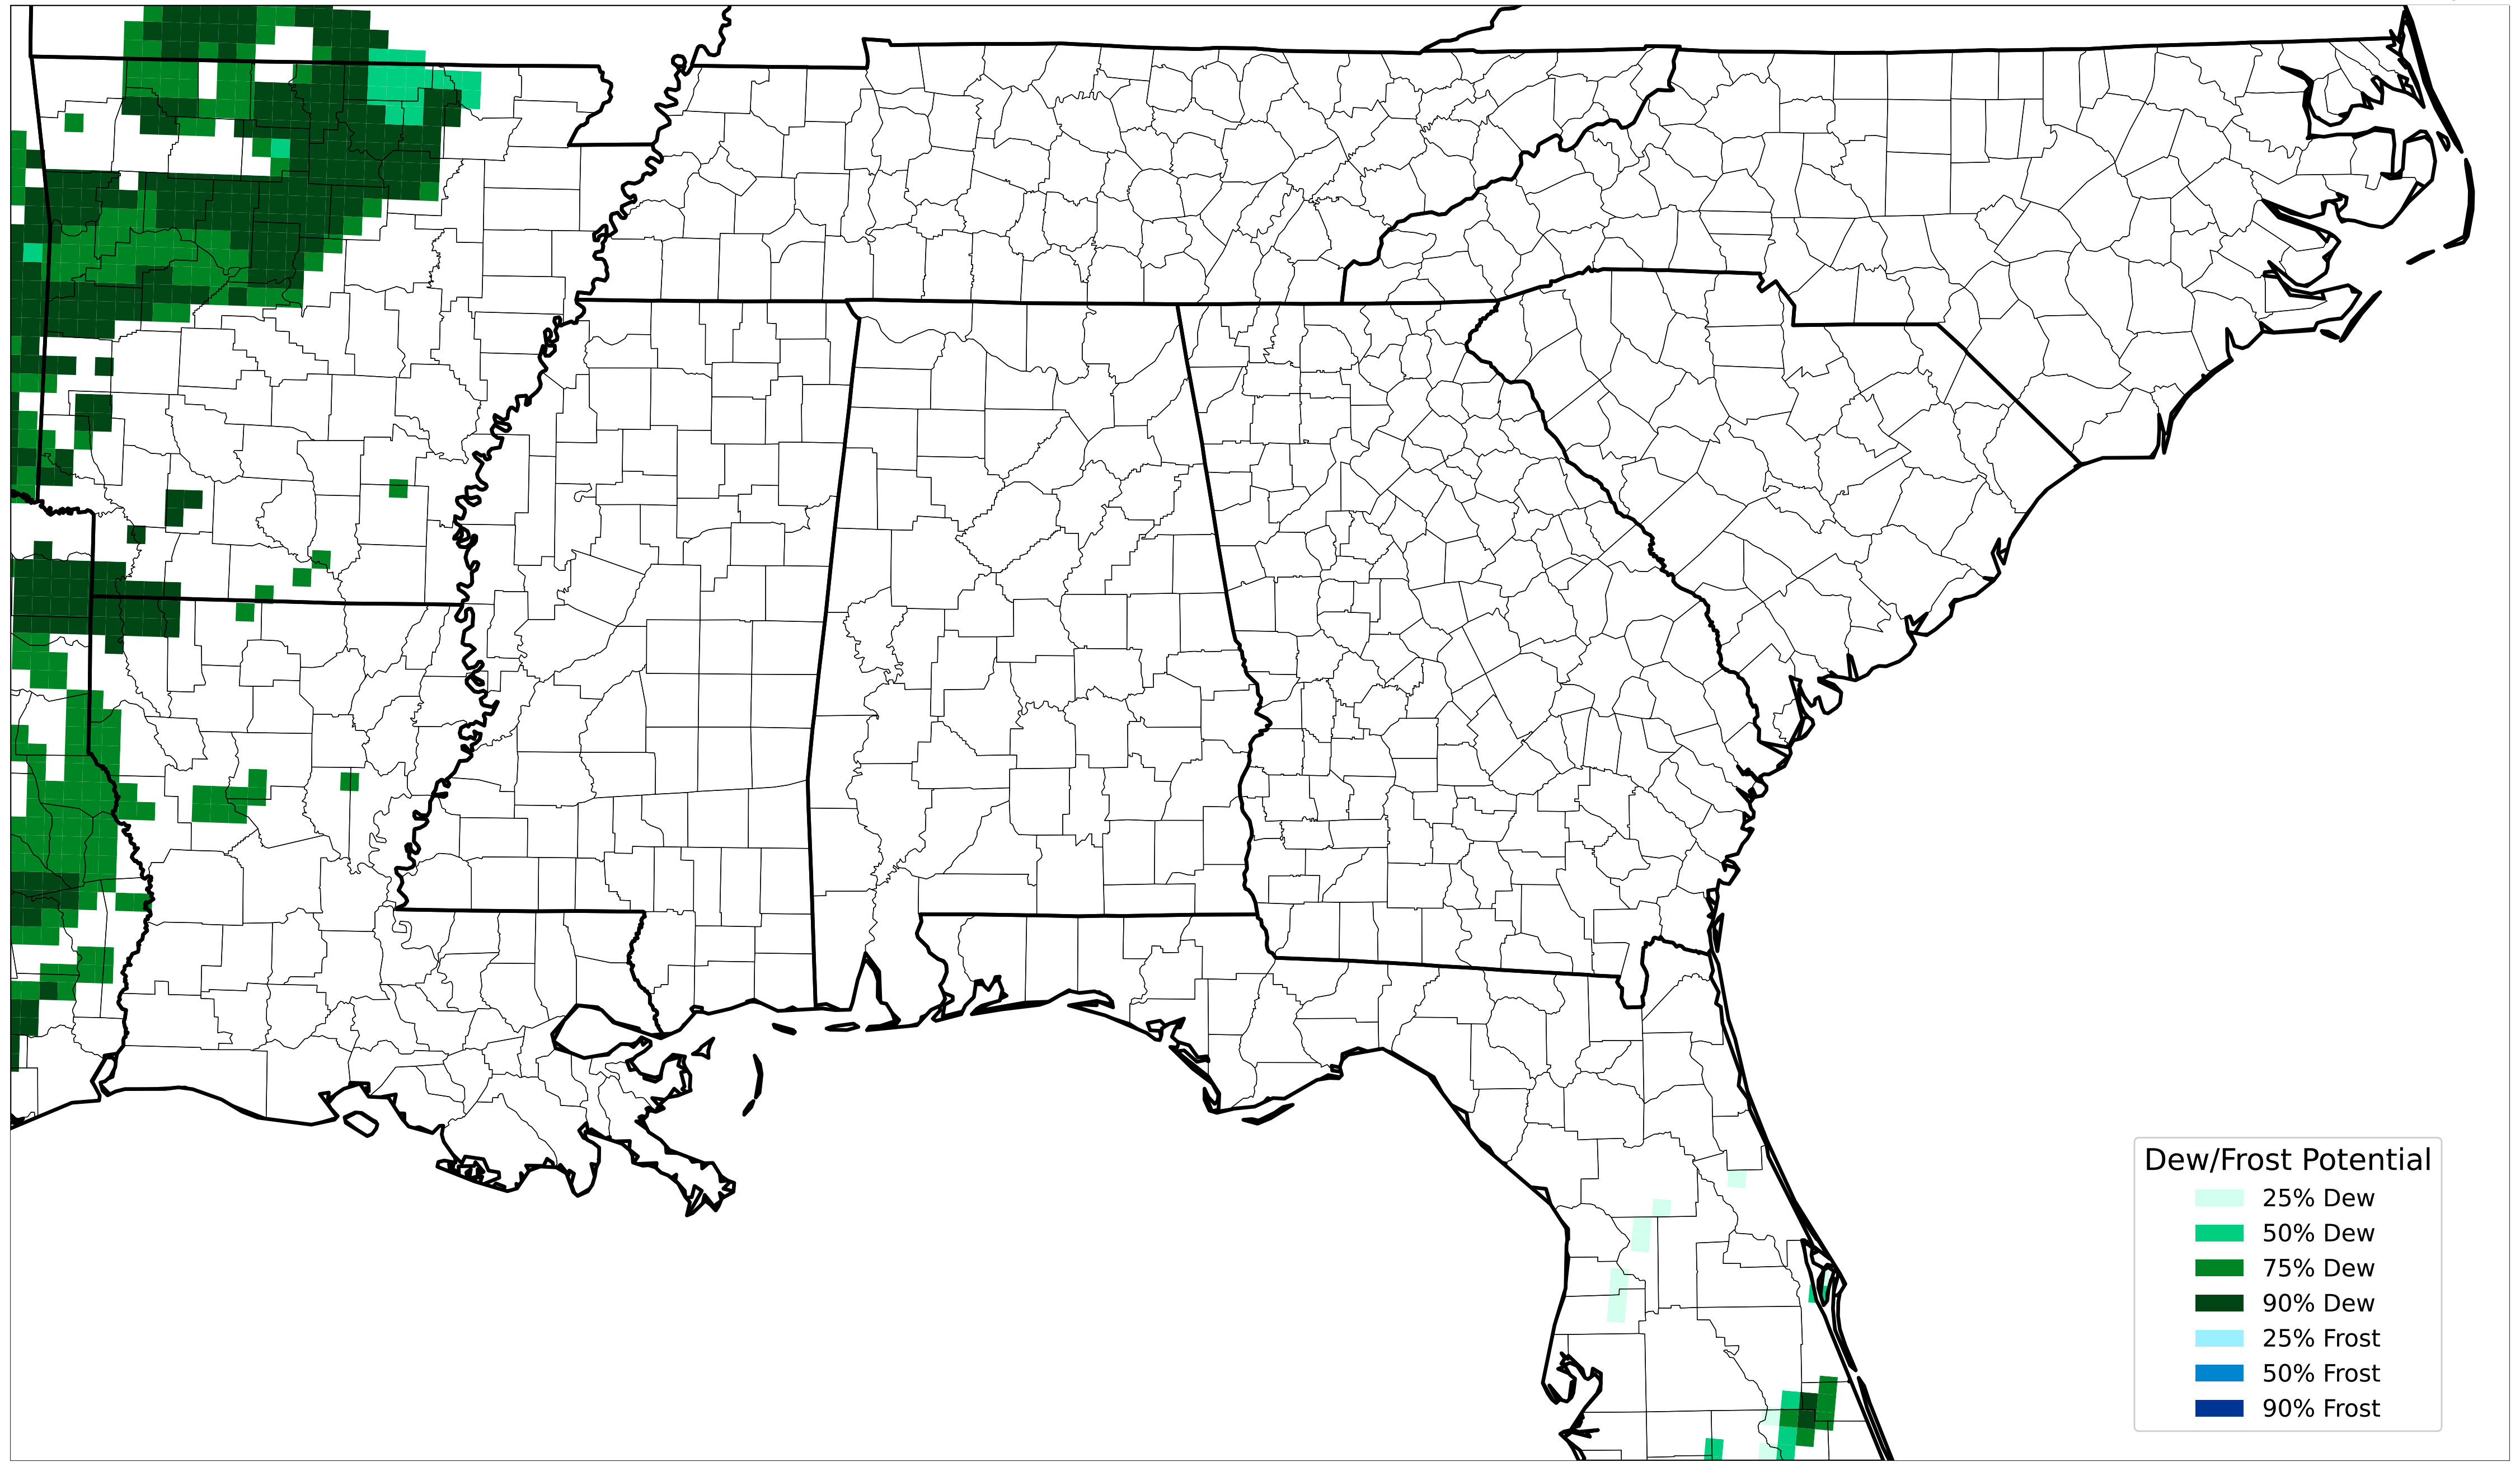 Dew/Frost Potential
25% Dew
50% Dew
75% Dew
90% Dew
25% Frost
50% Frost
90% Frost